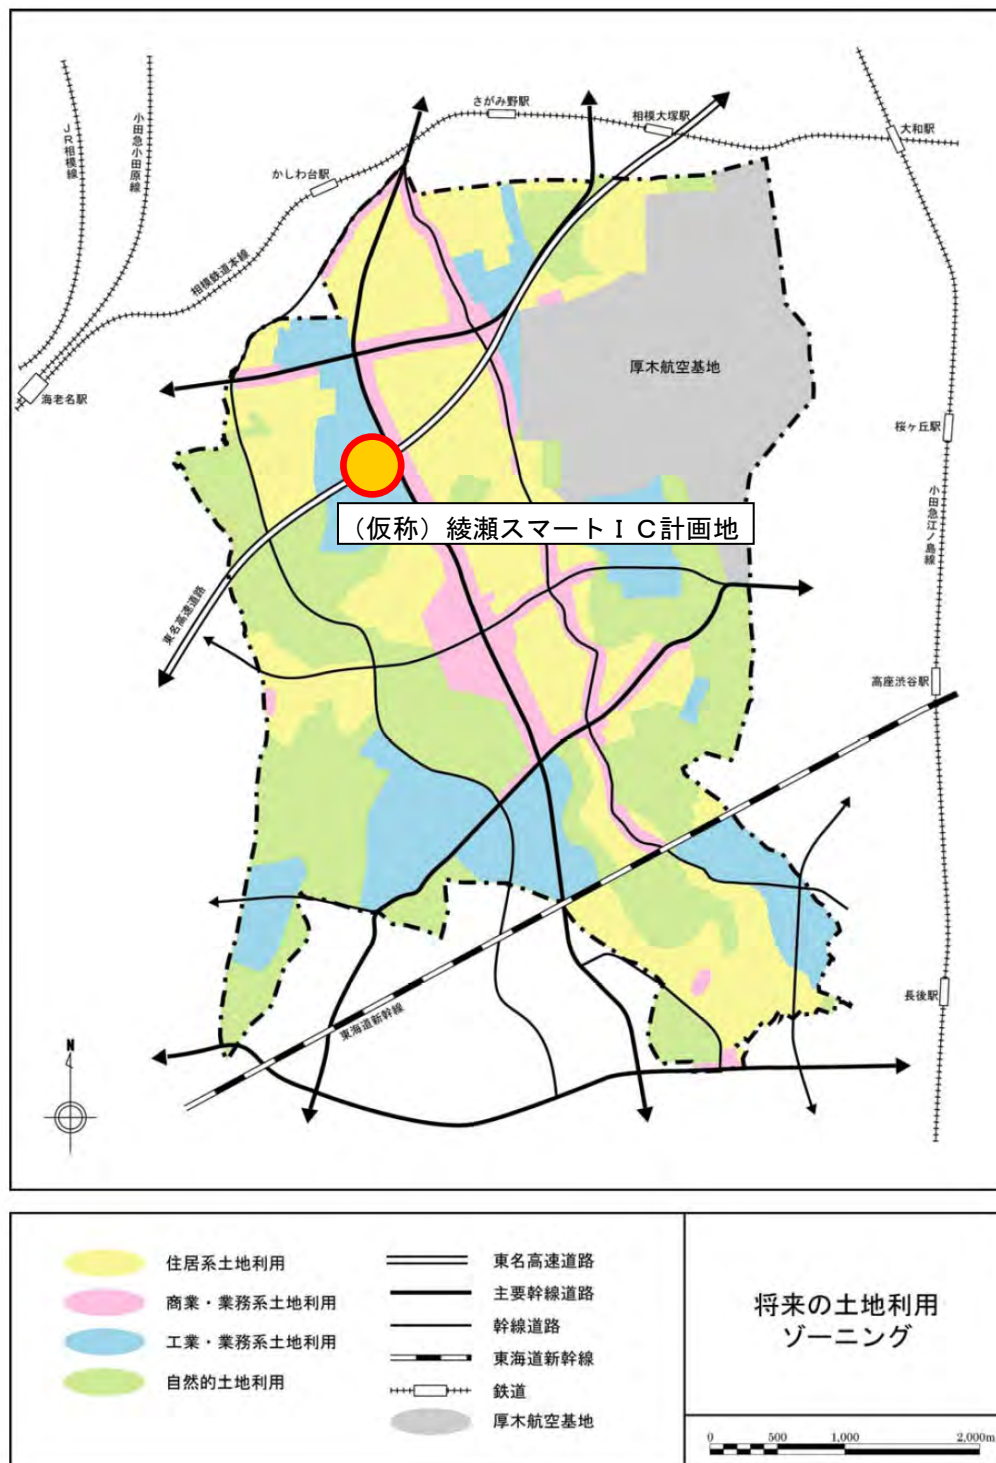 さがみ野駅
相模大塚駅
大和駅
JR相模線
小田急小田原線
かしわ台駅
相模鉄道本線
厚木航空基地
海老名駅
桜ヶ丘駅
(仮称)綾瀬スマートIC計画地
小田急江ノ島線
東名高速道路
高座渋谷駅
長後駅
東海道新幹線
N
住居系土地利用
商業・業務系土地利用
工業・業務系土地利用
自然的土地利用
東名高速道路
主要幹線道路
幹線道路
東海道新幹線
鉄道
厚木航空基地
将来の土地利用
ゾーニング
0 500 1,000 2,000m